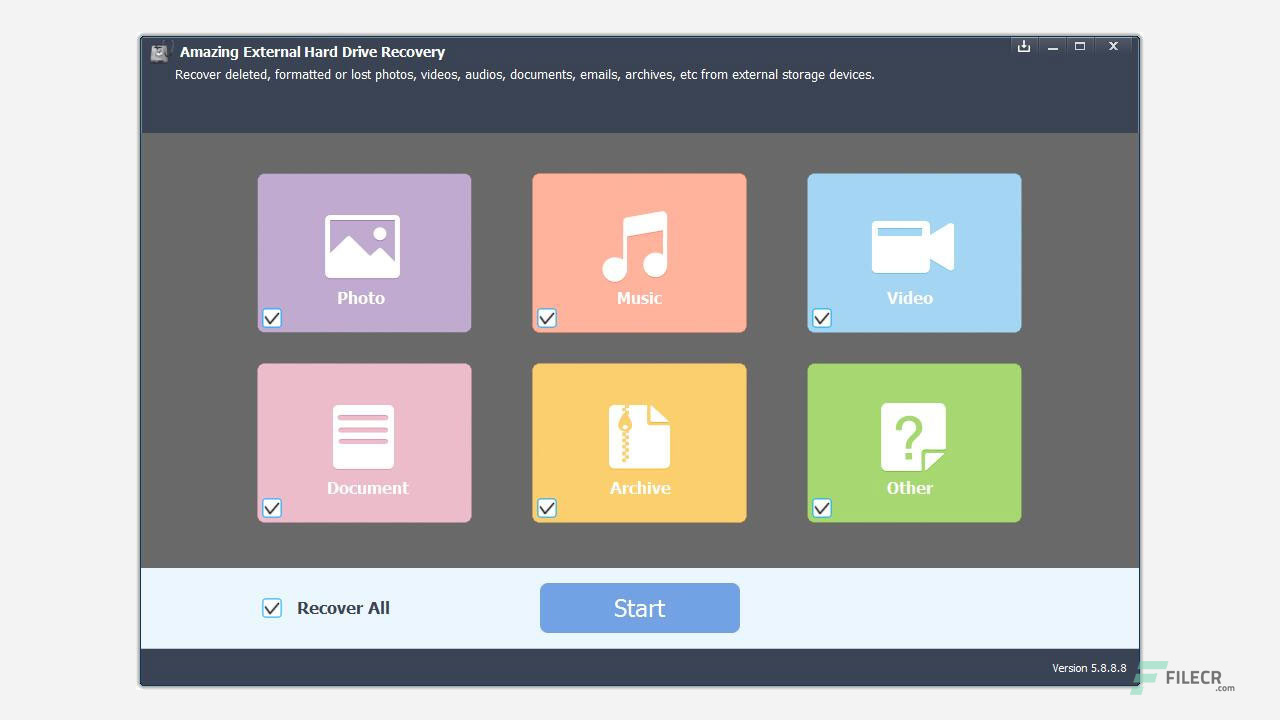 Amazing External Hard Drive Recovery
Recover deleted, formatted or lost photos, videos, audios, documents, emails, archives, etc from external storage devices.
Photo
Music
Video
Document
Archive
Other
Recover All
Start
Version 5.8.8.8
FILECR
.com